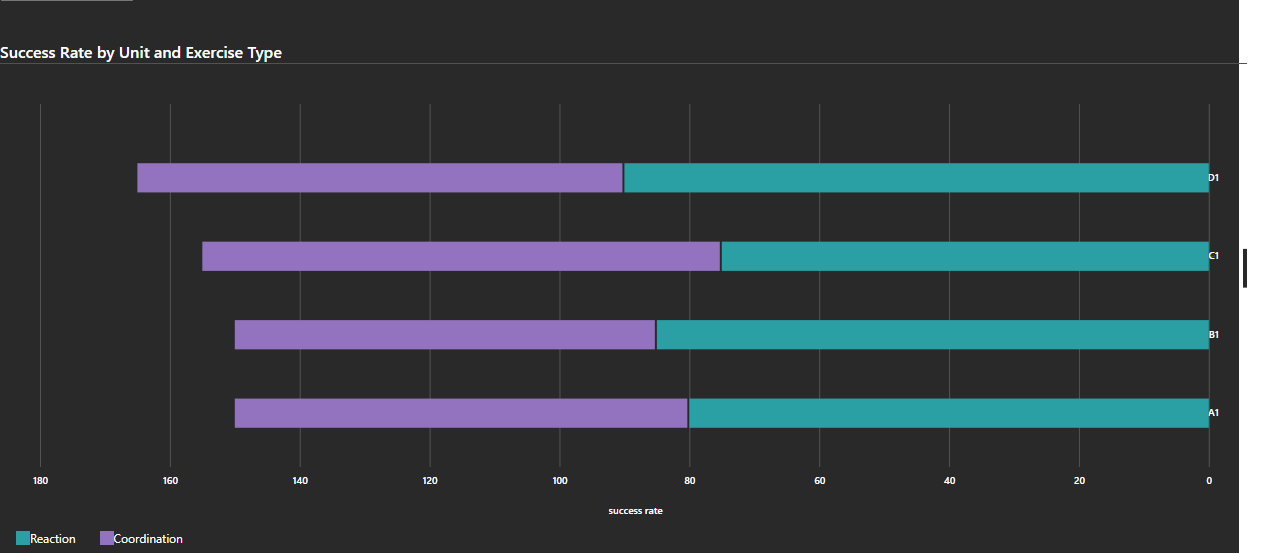 Success Rate by Unit and Exercise Type
D1
C1
B1
A1
180 160 140 120 100 80 60 40 20 0
success rate
Reaction Coordination